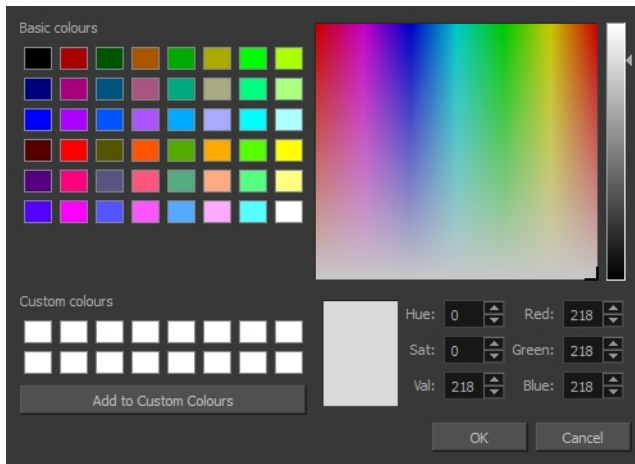 Basic colours
Custom colours
Add to Custom Colours
Hue: 0 Red: 218
Sat: 0 Green: 218
Val: 218 Blue: 218
OK Cancel